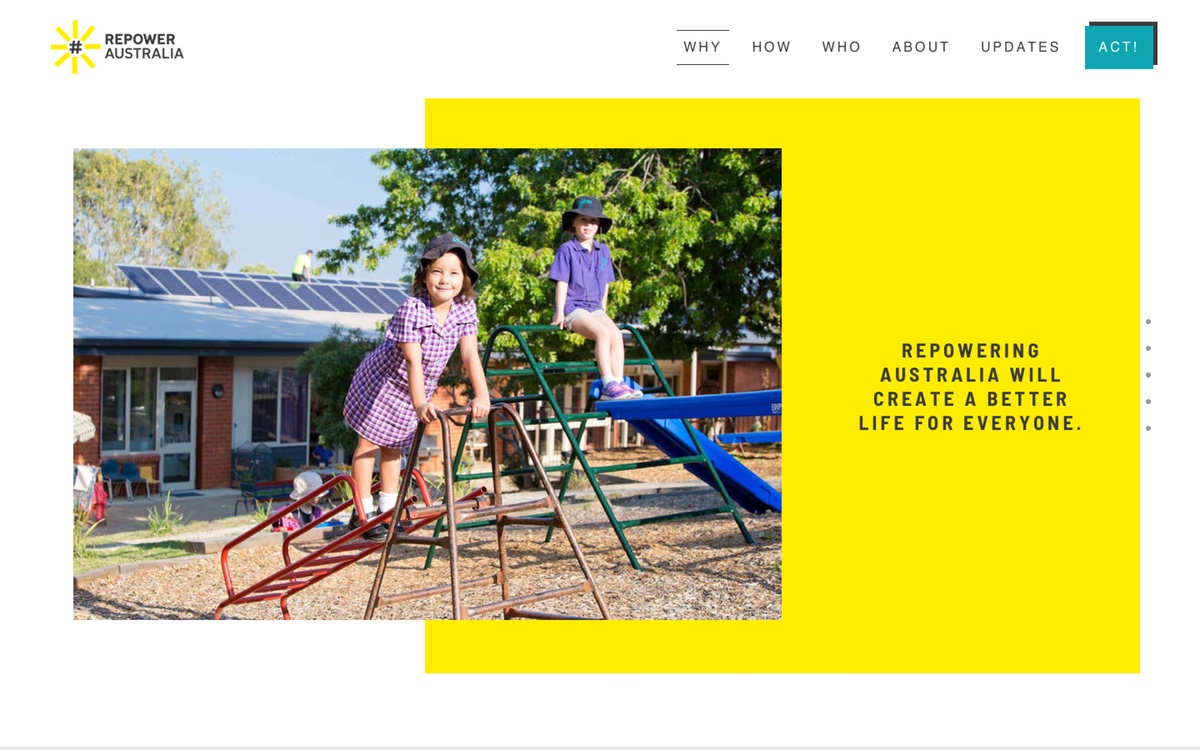 #
REPOWER
AUSTRALIA
WHY
HOW
WHO
ABOUT
UPDATES
ACT!
REPOWERING
AUSTRALIA WILL
CREATE A BETTER
LIFE FOR EVERYONE.